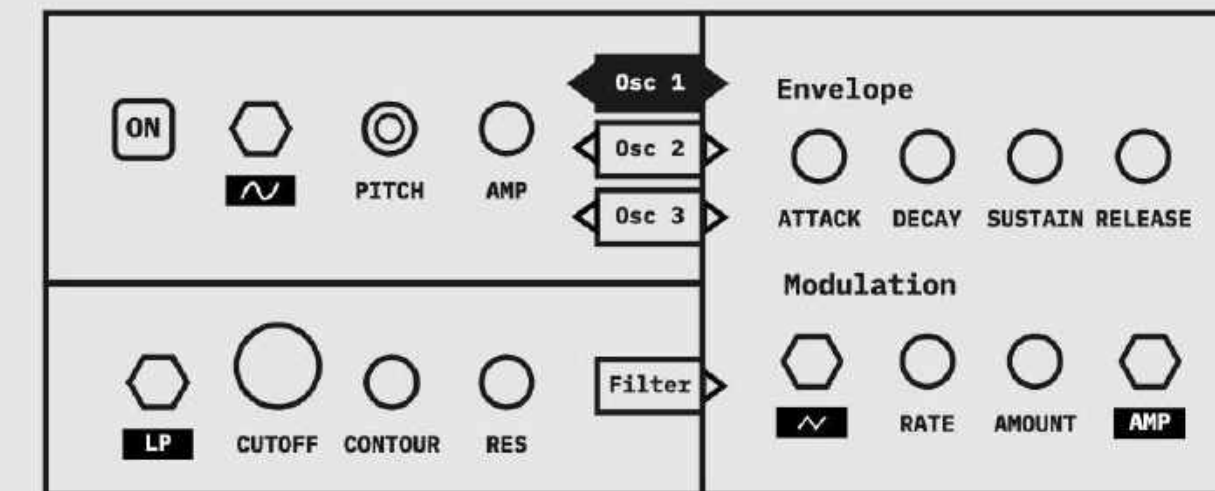 ON
PITCH
AMP
Osc 1
Osc 2
Osc 3
LP
CUTOFF
CONTOUR
RES
Filter
Envelope
ATTACK DECAY SUSTAIN RELEASE
Modulation
RATE
AMOUNT
AMP